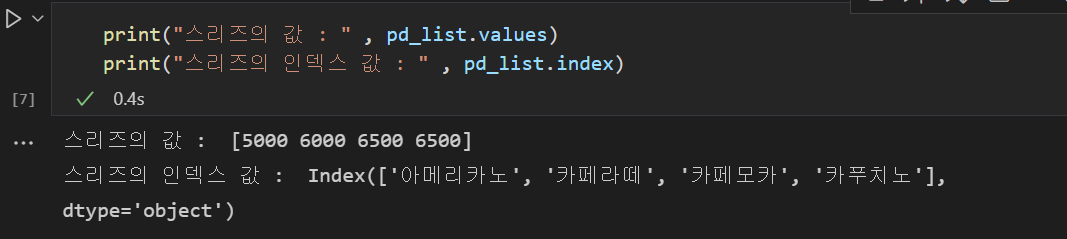 print("스리즈의 값 : " , pd_list.values)
print("스리즈의 인덱스 값 : " , pd_list.index)
[7]
0.4s
스리즈의 값 :  [5000 6000 6500 6500]
스리즈의 인덱스 값 :  Index(['아메리카노', '카페라떼', '카페모카', '카푸치노'],
dtype='object')